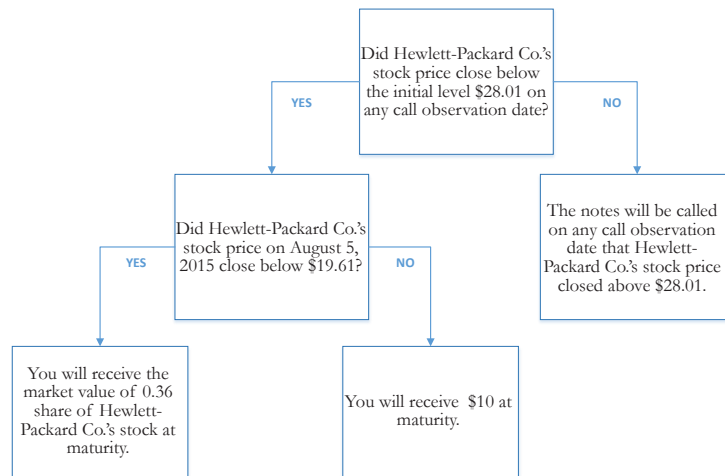 Did Hewlett-Packard Co.'s
stock price close below
the initial level $28.01 on
any call observation date?
YES
NO
Did Hewlett-Packard Co.'s
stock price on August 5,
2015 close below $19.61?
The notes will be called
on any call observation
date that Hewlett-
Packard Co.'s stock price
closed above $28.01.
YES
NO
You will receive the
market value of 0.36
share of Hewlett-
Packard Co.'s stock at
maturity.
You will receive $10 at
maturity.